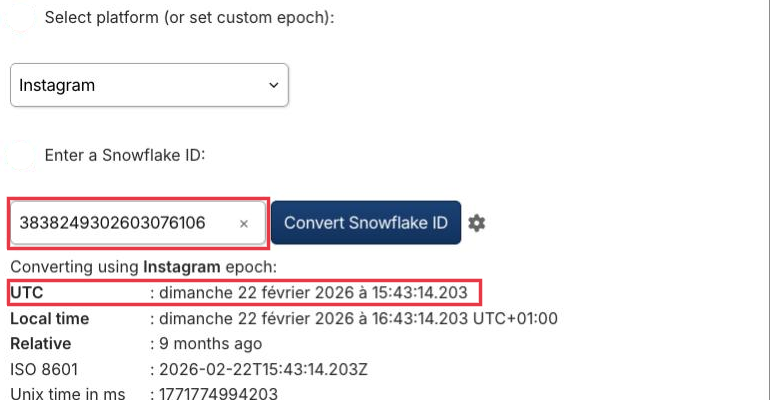 Select platform (or set custom epoch):
Instagram
Enter a Snowflake ID:
3838249302603076106 × Convert Snowflake ID
Converting using Instagram epoch:
UTC : dimanche 22 février 2026 à 15:43:14.203
Local time : dimanche 22 février 2026 à 16:43:14.203 UTC+01:00
Relative : 9 months ago
ISO 8601 : 2026-02-22T15:43:14.203Z
Unix time in ms : 1771774994203